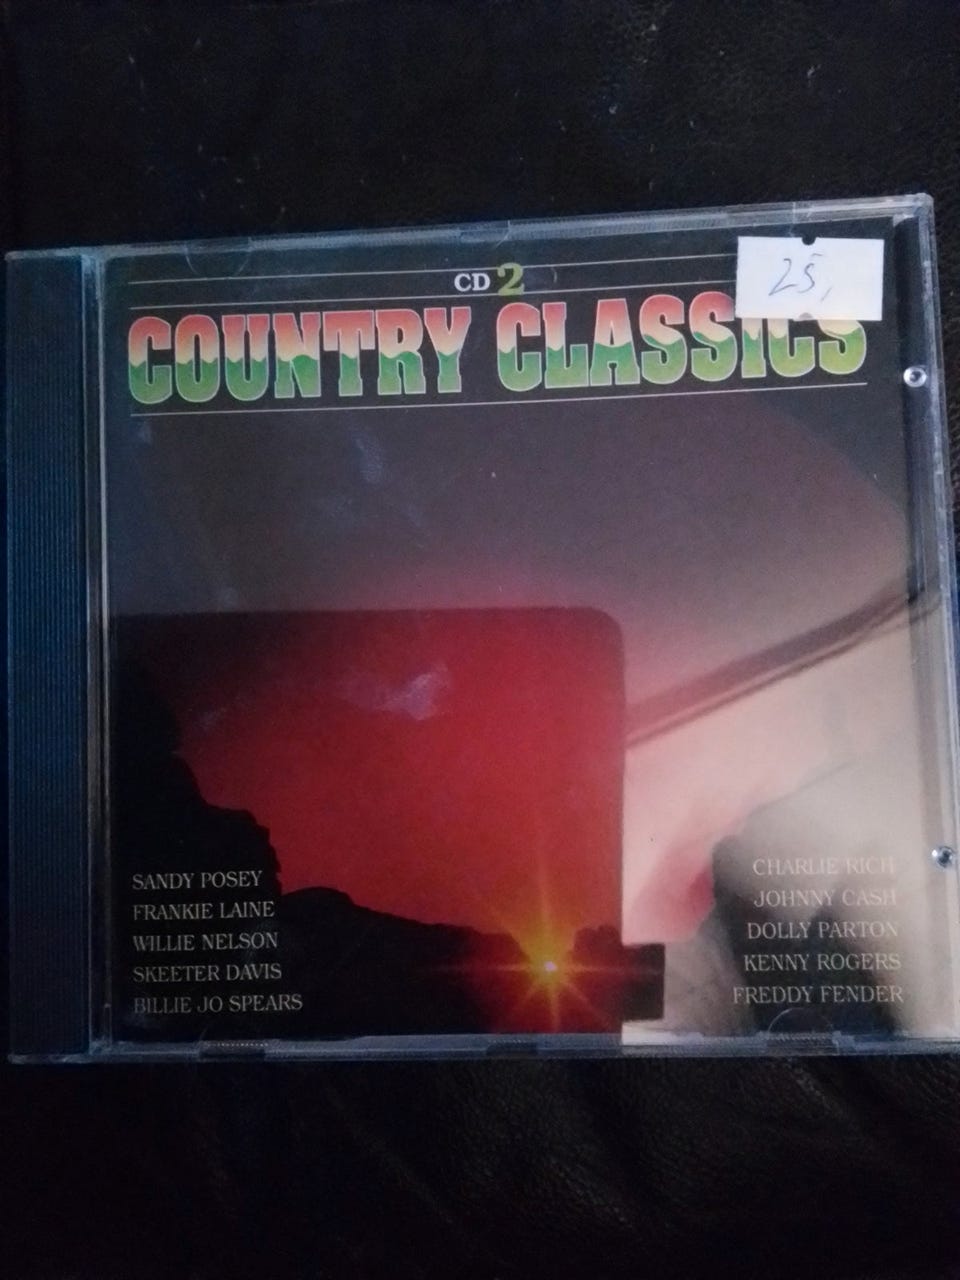 CD 2
25,
COUNTRY CLASSICS
SANDY POSEY
FRANKIE LAINE
WILLIE NELSON
SKEETER DAVIS
BILLIE JO SPEARS
CHARLIE RICH
JOHNNY CASH
DOLLY PARTON
KENNY ROGERS
FREDDY FENDER